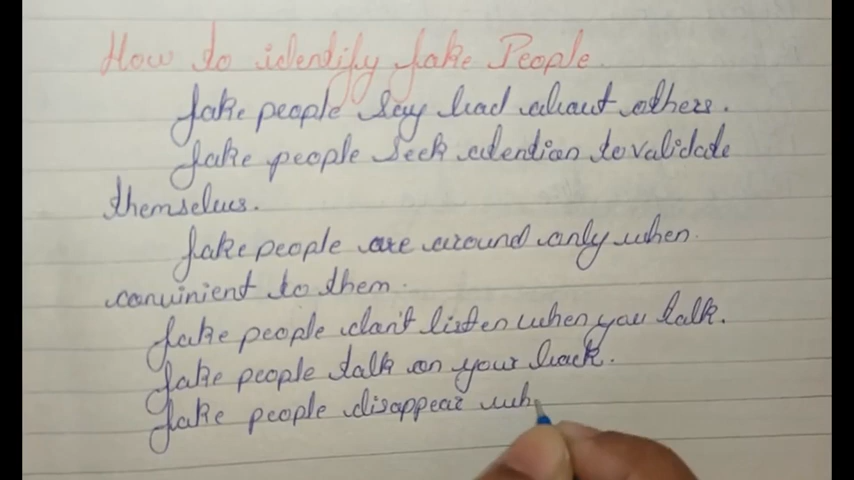 How to identify fake People
fake people say bad about others.
fake people seek atention to validate
themselves.
fake people are around only when
convinient to them.
fake people don't listen when you talk.
fake people talk on your back.
fake people disappear wh